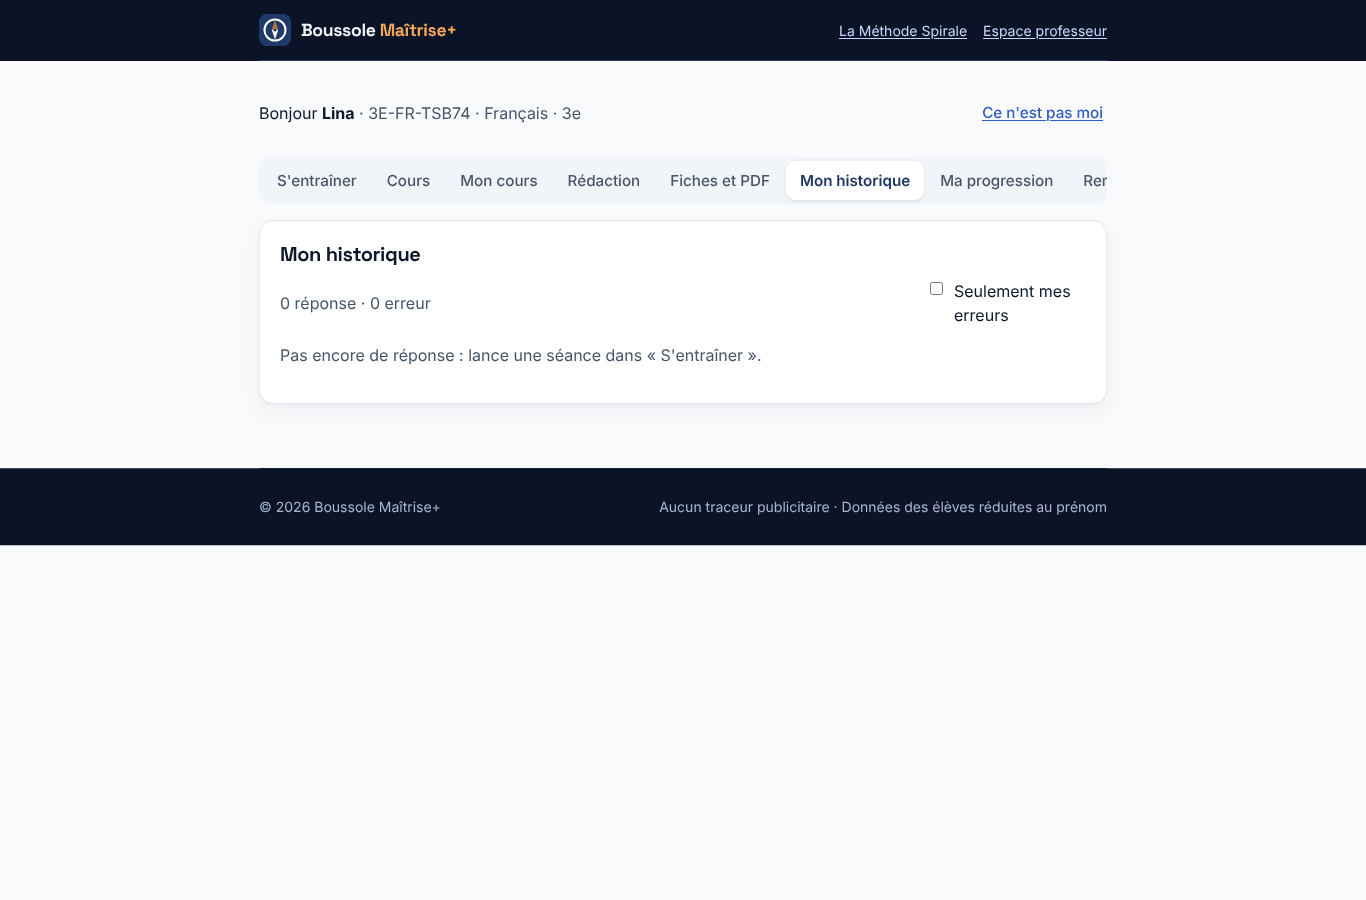 Boussole Maîtrise+
La Méthode Spirale Espace professeur
Bonjour Lina · 3E-FR-TSB74 · Français · 3e
Ce n'est pas moi
S'entraîner Cours Mon cours Rédaction Fiches et PDF Mon historique Ma progression Rer
Mon historique
0 réponse · 0 erreur
Seulement mes
erreurs
Pas encore de réponse : lance une séance dans « S'entraîner ».
© 2026 Boussole Maîtrise+
Aucun traceur publicitaire · Données des élèves réduites au prénom